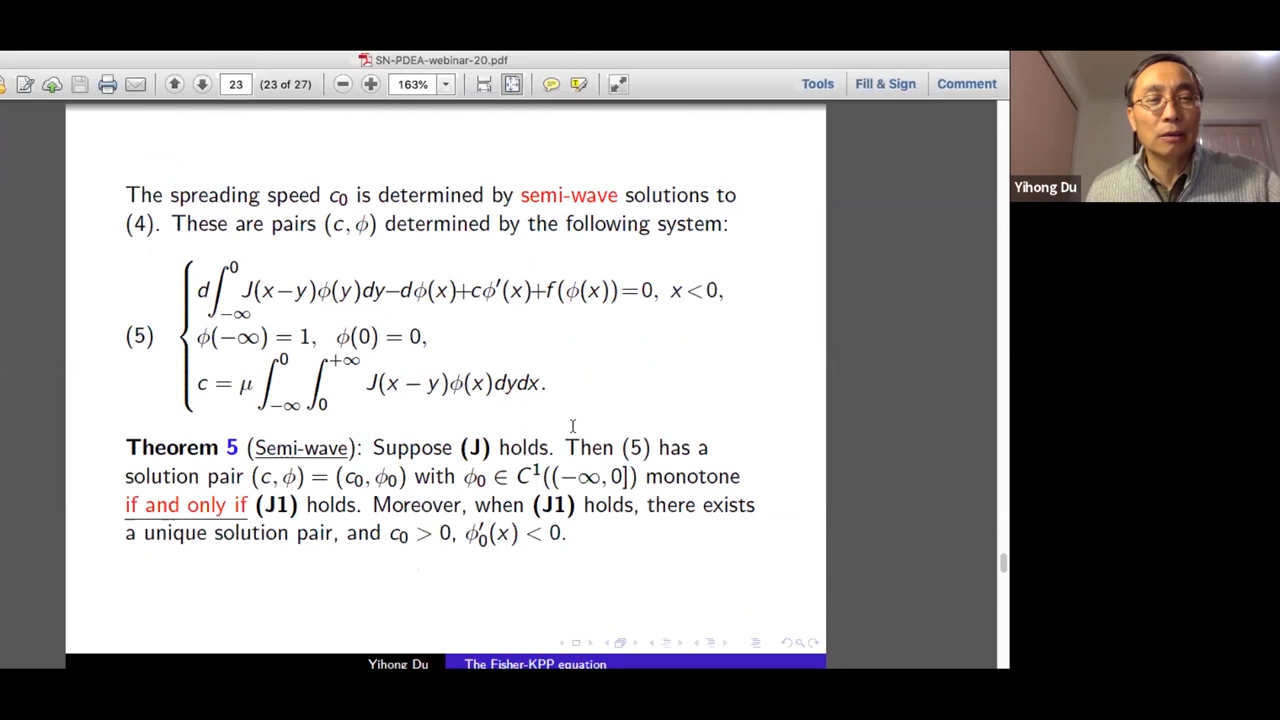 SN-PDEA-webinar-20.pdf
23 (23 of 27) 163% Tools Fill & Sign Comment
The spreading speed c₀ is determined by semi-wave solutions to
(4). These are pairs (c, ϕ) determined by the following system:
d∫_{−∞}^{0} J(x−y)ϕ(y)dy−dϕ(x)+cϕ′(x)+f(ϕ(x))=0, x<0,
(5) ϕ(−∞) = 1, ϕ(0) = 0,
c = μ ∫_{−∞}^{0} ∫_{0}^{+∞} J(x − y)ϕ(x)dydx.
Theorem 5 (Semi-wave): Suppose (J) holds. Then (5) has a
solution pair (c, ϕ) = (c₀, ϕ₀) with ϕ₀ ∈ C¹((−∞, 0]) monotone
if and only if (J1) holds. Moreover, when (J1) holds, there exists
a unique solution pair, and c₀ > 0, ϕ₀′(x) < 0.
Yihong Du The Fisher-KPP equation
Yihong Du